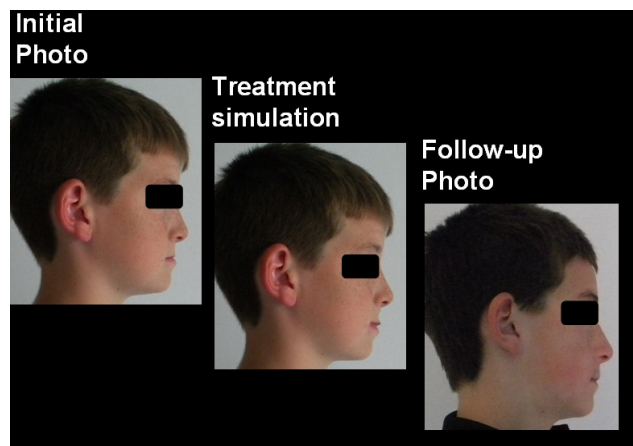 Initial
Photo
Treatment
simulation
Follow-up
Photo